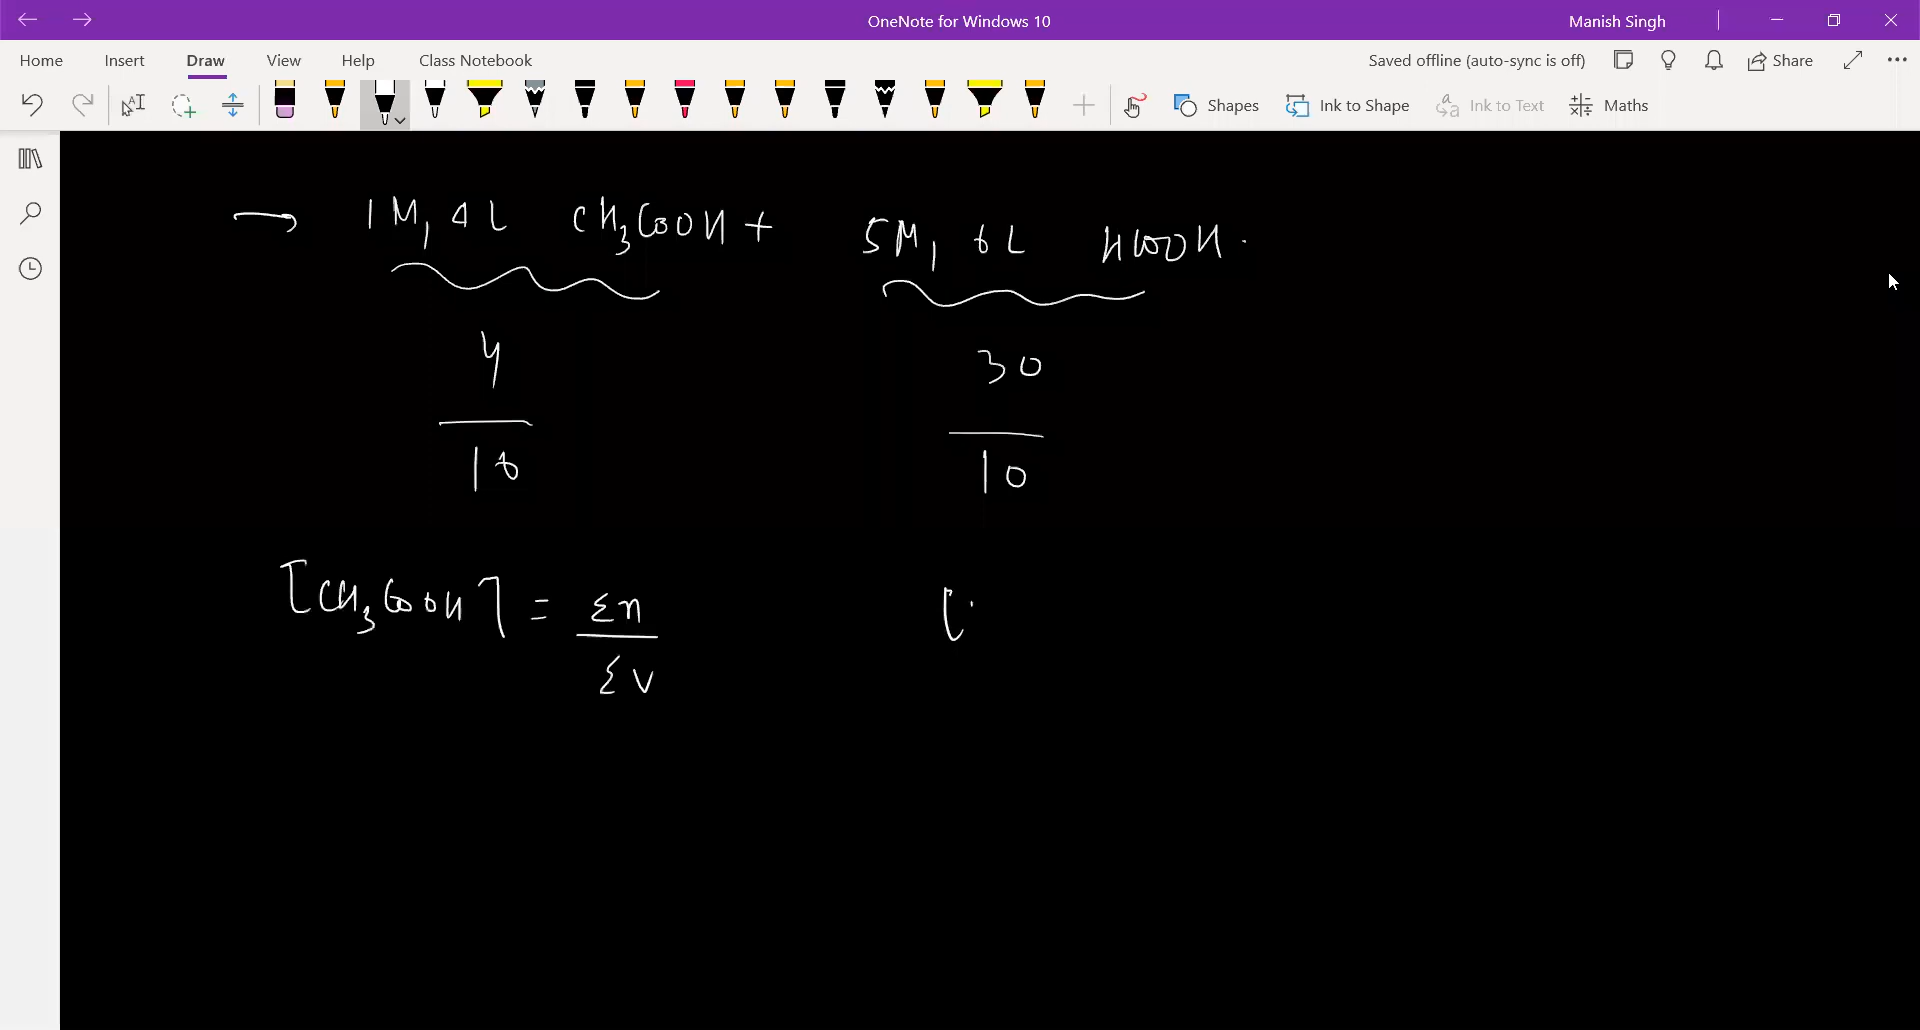 OneNote for Windows 10
Manish Singh
Home Insert Draw View Help Class Notebook
Saved offline (auto-sync is off) Share
Shapes Ink to Shape Ink to Text Maths
→ 1M, 4L CH3COOH + 5M, 6L HCOOH.
4 30
10 10
[CH3COOH] = Σn [
Σv